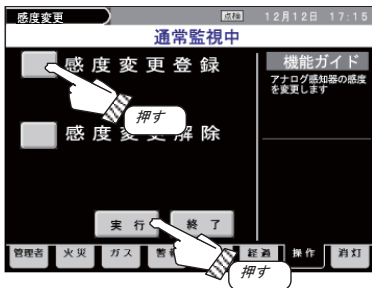 感度変更 点検 12月12日 17:15
通常監視中
感度変更登録
機能ガイド
アナログ感知器の感度
を変更します
押す
感度変更解除
実行 終了
管理者 火災 ガス 警 経過 操作 消灯
押す